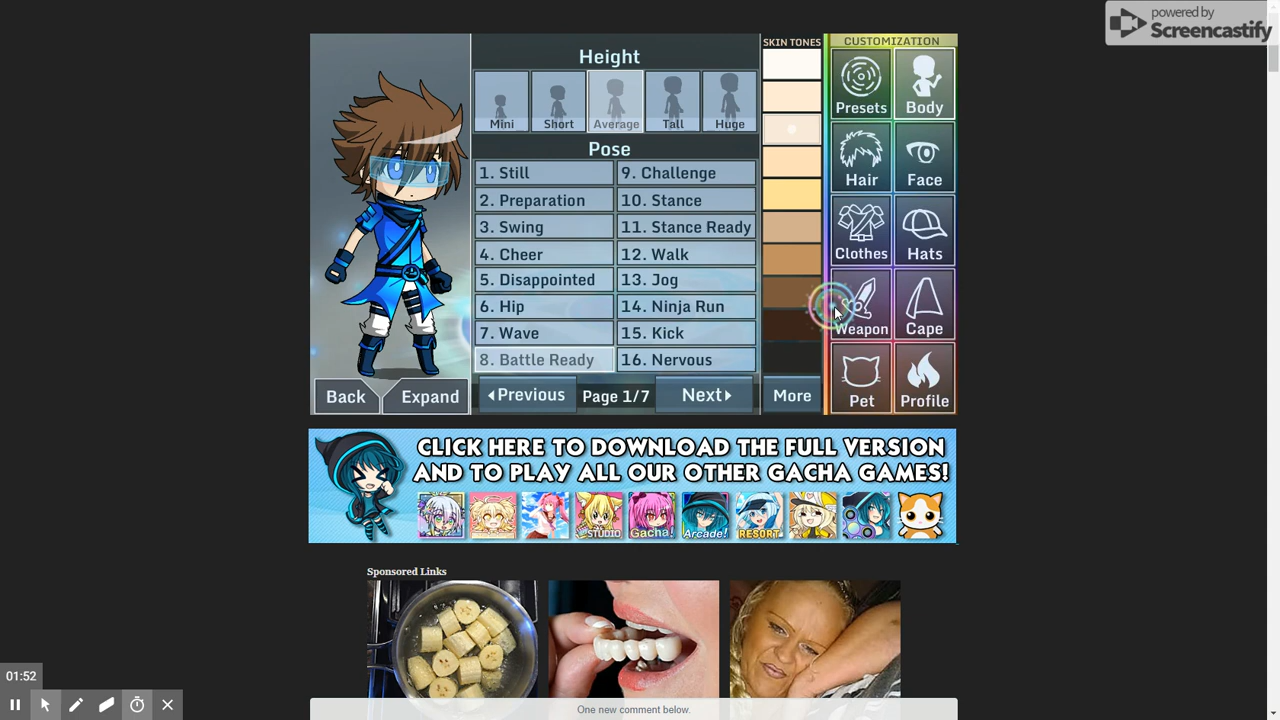 powered by
Screencastify
Height
Mini
Short
Average
Tall
Huge
Pose
1. Still
9. Challenge
2. Preparation
10. Stance
3. Swing
11. Stance Ready
4. Cheer
12. Walk
5. Disappointed
13. Jog
6. Hip
14. Ninja Run
7. Wave
15. Kick
8. Battle Ready
16. Nervous
Previous
Page 1/7
Next
SKIN TONES
More
CUSTOMIZATION
Presets
Body
Hair
Face
Clothes
Hats
Weapon
Cape
Pet
Profile
Back
Expand
CLICK HERE TO DOWNLOAD THE FULL VERSION
AND TO PLAY ALL OUR OTHER GACHA GAMES!
STUDIO
Gacha!
Arcade!
RESORT
Sponsored Links
01:52
One new comment below.